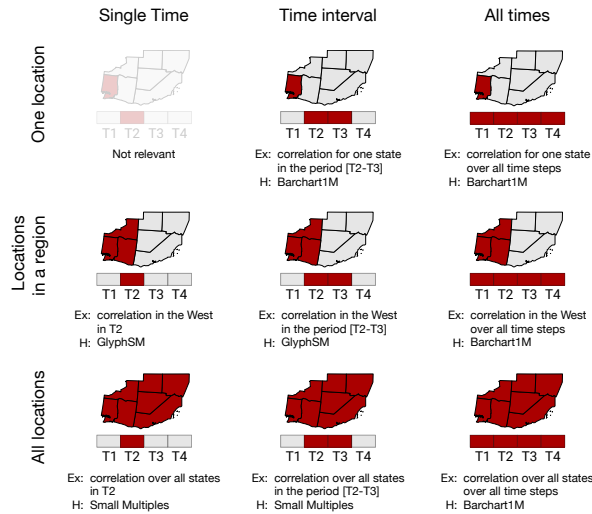 Single Time
Time interval
All times
One location
T1 T2 T3 T4
T1 T2 T3 T4
T1 T2 T3 T4
Not relevant
Ex: correlation for one state
in the period [T2-T3]
H: Barchart1M
Ex: correlation for one state
over all time steps
H: Barchart1M
Locations
in a region
T1 T2 T3 T4
T1 T2 T3 T4
T1 T2 T3 T4
Ex: correlation in the West
in T2
H: GlyphSM
Ex: correlation in the West
in the period [T2-T3]
H: GlyphSM
Ex: correlation in the West
over all time steps
H: Barchart1M
All locations
T1 T2 T3 T4
T1 T2 T3 T4
T1 T2 T3 T4
Ex: correlation over all states
in T2
H: Small Multiples
Ex: correlation over all states
in the period [T2-T3]
H: Small Multiples
Ex: correlation over all states
over all time steps
H: Barchart1M